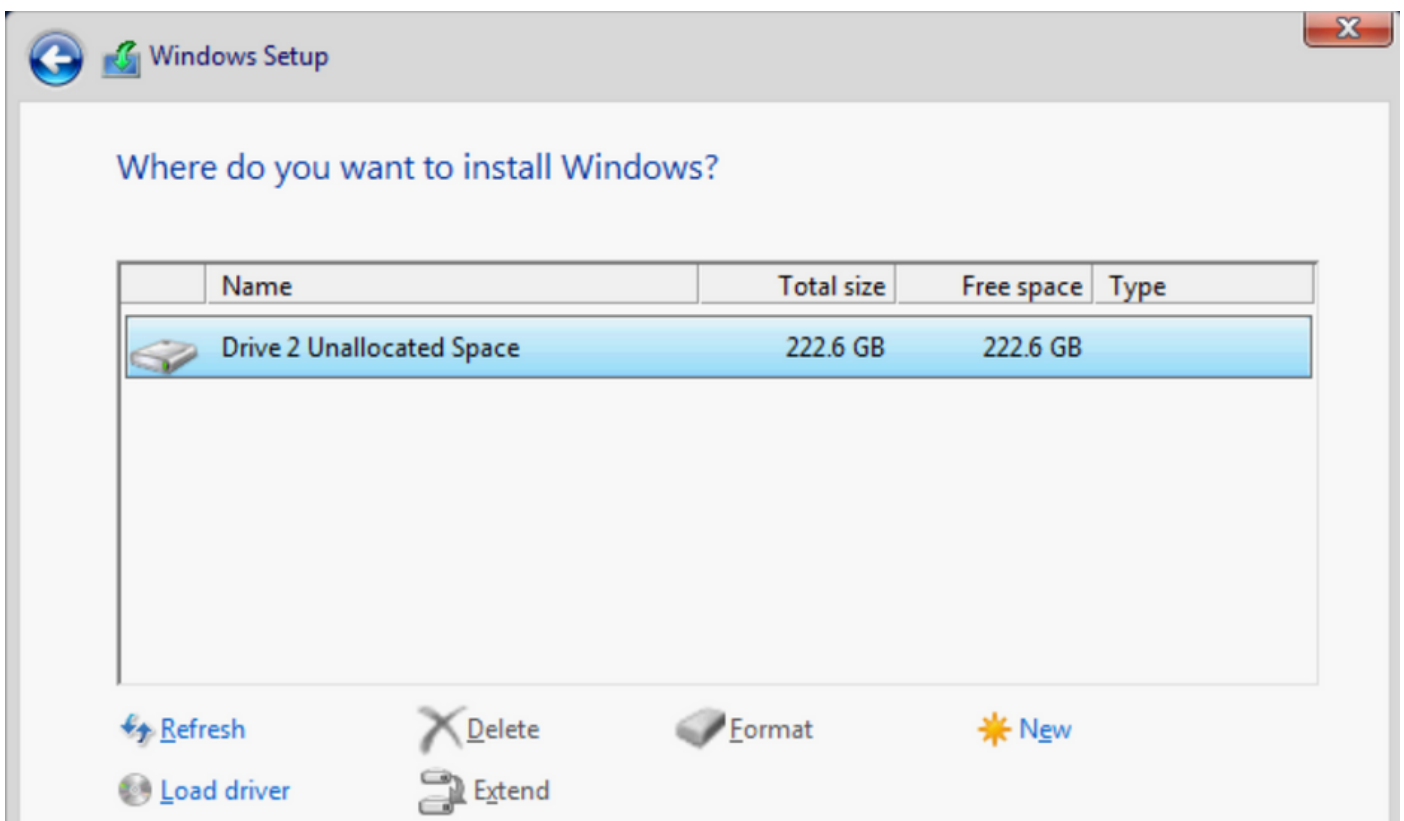 Windows Setup
Where do you want to install Windows?
Name Total size Free space Type
Drive 2 Unallocated Space 222.6 GB 222.6 GB
Refresh Delete Format New
Load driver Extend